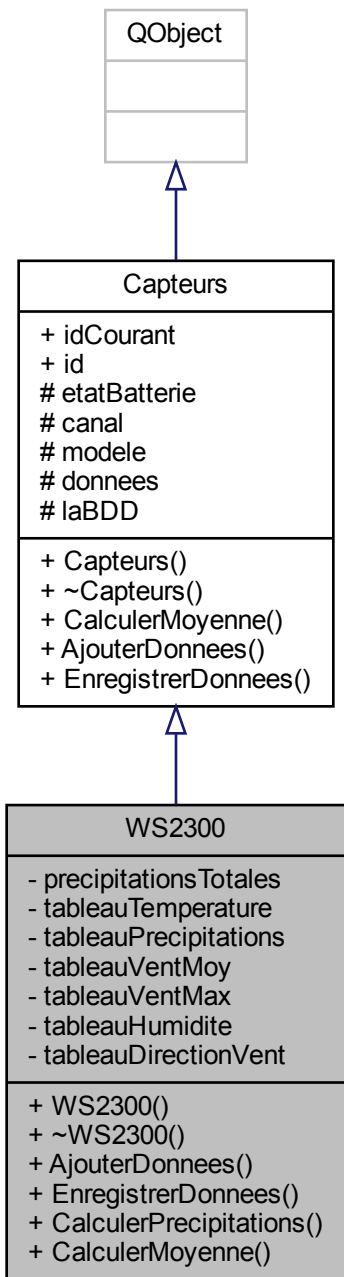 QObject
Capteurs
+ idCourant
+ id
# etatBatterie
# canal
# modele
# donnees
# laBDD
+ Capteurs()
+ ~Capteurs()
+ CalculerMoyenne()
+ AjouterDonnees()
+ EnregistrerDonnees()
WS2300
- precipitationsTotales
- tableauTemperature
- tableauPrecipitations
- tableauVentMoy
- tableauVentMax
- tableauHumidite
- tableauDirectionVent
+ WS2300()
+ ~WS2300()
+ AjouterDonnees()
+ EnregistrerDonnees()
+ CalculerPrecipitations()
+ CalculerMoyenne()